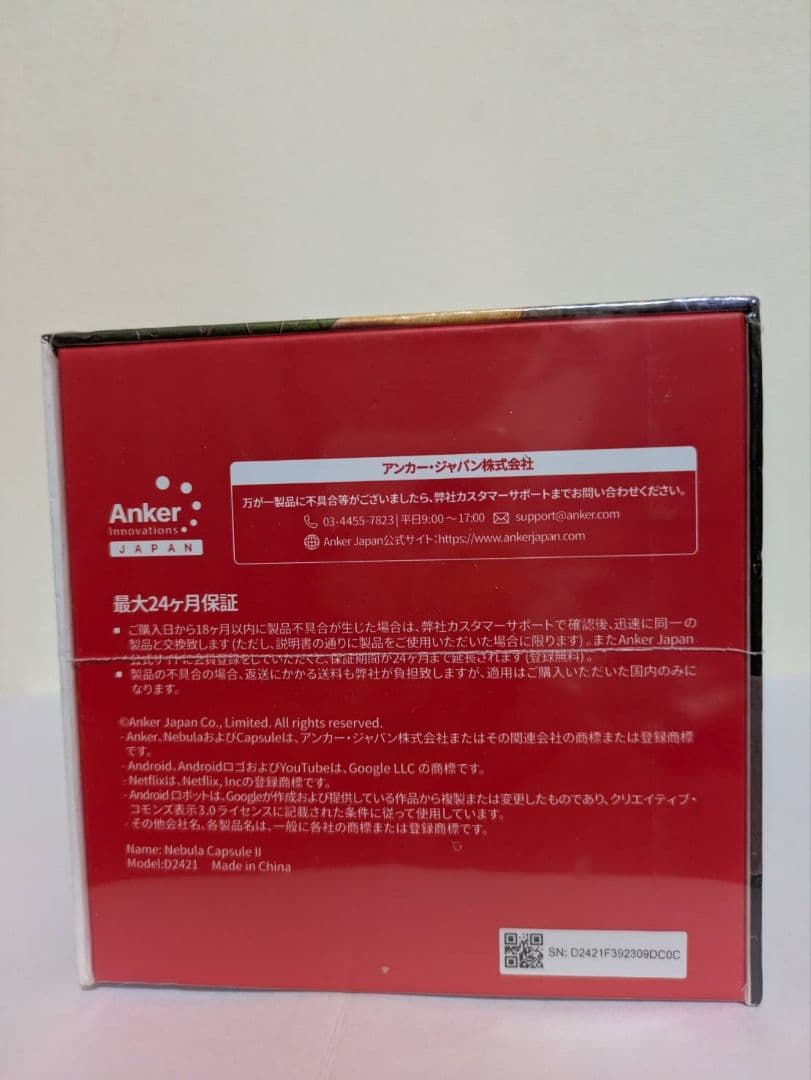 Anker
Innovations
JAPAN
アンカー・ジャパン株式会社
万が一製品に不具合等がございましたら、弊社カスタマーサポートまでお問い合わせください。
03-4455-7823|平日9:00～17:00 support@anker.com
Anker Japan公式サイト:https://www.ankerjapan.com
最大24ヶ月保証
■ ご購入日から18ヶ月以内に製品不具合が生じた場合は、弊社カスタマーサポートで確認後、迅速に同一の
製品と交換致します(ただし、説明書の通りに製品をご使用いただいた場合に限ります)。またAnker Japan
公式サイトに会員登録をしていただくと、保証期間が24ヶ月まで延長されます(登録無料)。
■ 製品の不具合の場合、返送にかかる送料も弊社が負担致しますが、適用はご購入いただいた国内のみに
なります。
©Anker Japan Co., Limited. All rights reserved.
- Anker、NebulaおよびCapsuleは、アンカー・ジャパン株式会社またはその関連会社の商標または登録商標
です。
- Android、AndroidロゴおよびYouTubeは、Google LLC の商標です。
- Netflixは、Netflix, Incの登録商標です。
- Android ロボットは、Googleが作成および提供している作品から複製または変更したものであり、クリエイティブ・
コモンズ表示3.0ライセンスに記載された条件に従って使用しています。
- その他会社名、各製品名は、一般に各社の商標または登録商標です。
Name: Nebula Capsule II
Model:D2421 Made in China
SN: D2421F392309DC0C